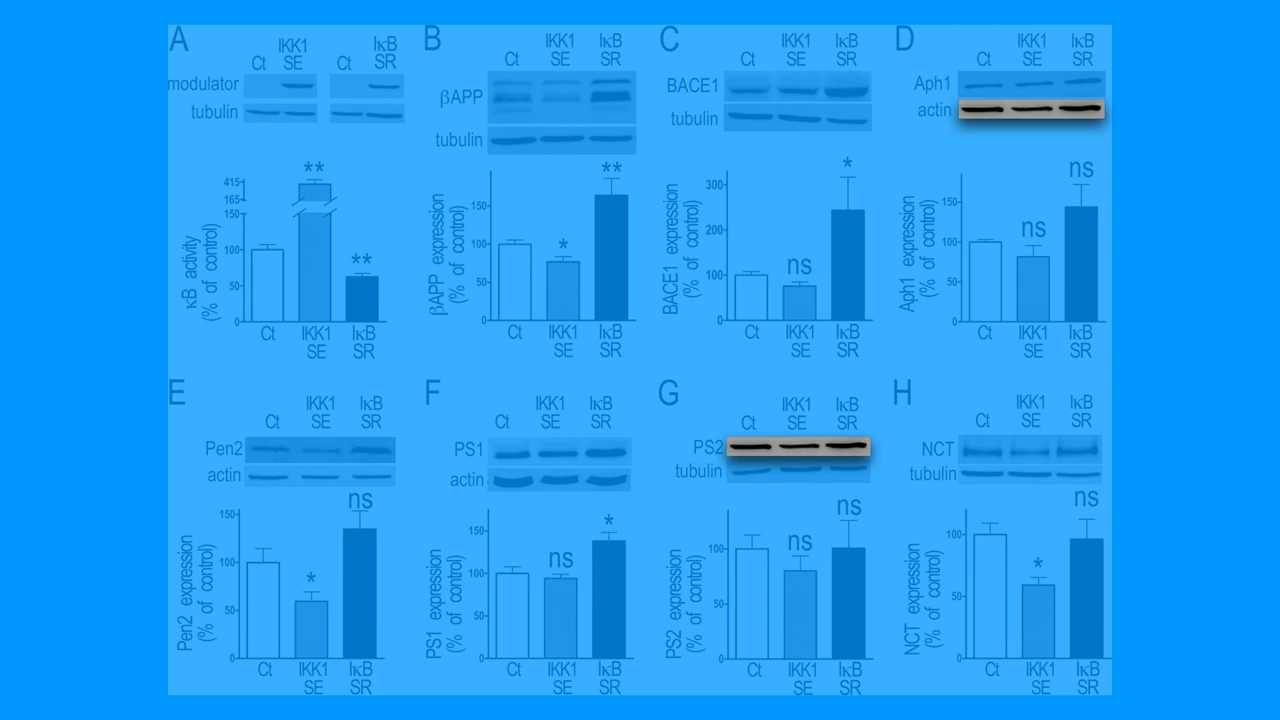 A
Ct
IKK1
SE
Ct
IκB
SR
modulator
tubulin
**
415
165
150
100
50
0
**
κB activity
(% of control)
Ct
IKK1
SE
IκB
SR
B
Ct
IKK1
SE
IκB
SR
βAPP
tubulin
**
150
100
50
0
*
βAPP expression
(% of control)
Ct
IKK1
SE
IκB
SR
C
Ct
IKK1
SE
IκB
SR
BACE1
tubulin
*
300
200
100
0
ns
BACE1 expression
(% of control)
Ct
IKK1
SE
IκB
SR
D
Ct
IKK1
SE
IκB
SR
Aph1
actin
ns
150
100
50
0
ns
Aph1 expression
(% of control)
Ct
IKK1
SE
IκB
SR
E
Ct
IKK1
SE
IκB
SR
Pen2
actin
ns
150
100
50
0
*
Pen2 expression
(% of control)
Ct
IKK1
SE
IκB
SR
F
Ct
IKK1
SE
IκB
SR
PS1
actin
*
150
100
50
0
ns
PS1 expression
(% of control)
Ct
IKK1
SE
IκB
SR
G
Ct
IKK1
SE
IκB
SR
PS2
tubulin
ns
100
50
0
ns
PS2 expression
(% of control)
Ct
IKK1
SE
IκB
SR
H
Ct
IKK1
SE
IκB
SR
NCT
tubulin
ns
100
50
0
*
NCT expression
(% of control)
Ct
IKK1
SE
IκB
SR